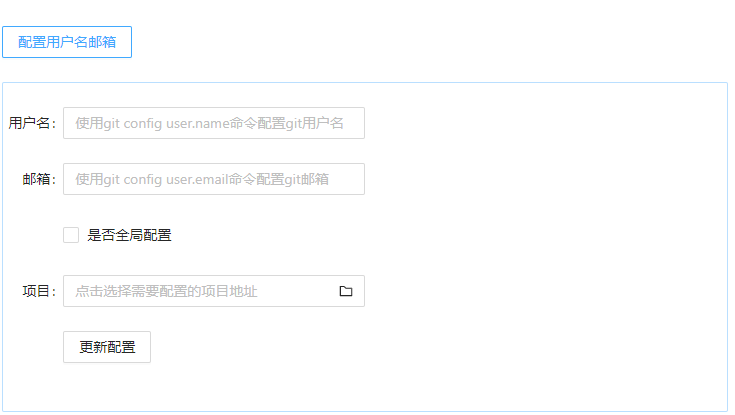 配置用户名邮箱
用户名: 使用git config user.name命令配置git用户名
邮箱: 使用git config user.email命令配置git邮箱
是否全局配置
项目: 点击选择需要配置的项目地址
更新配置